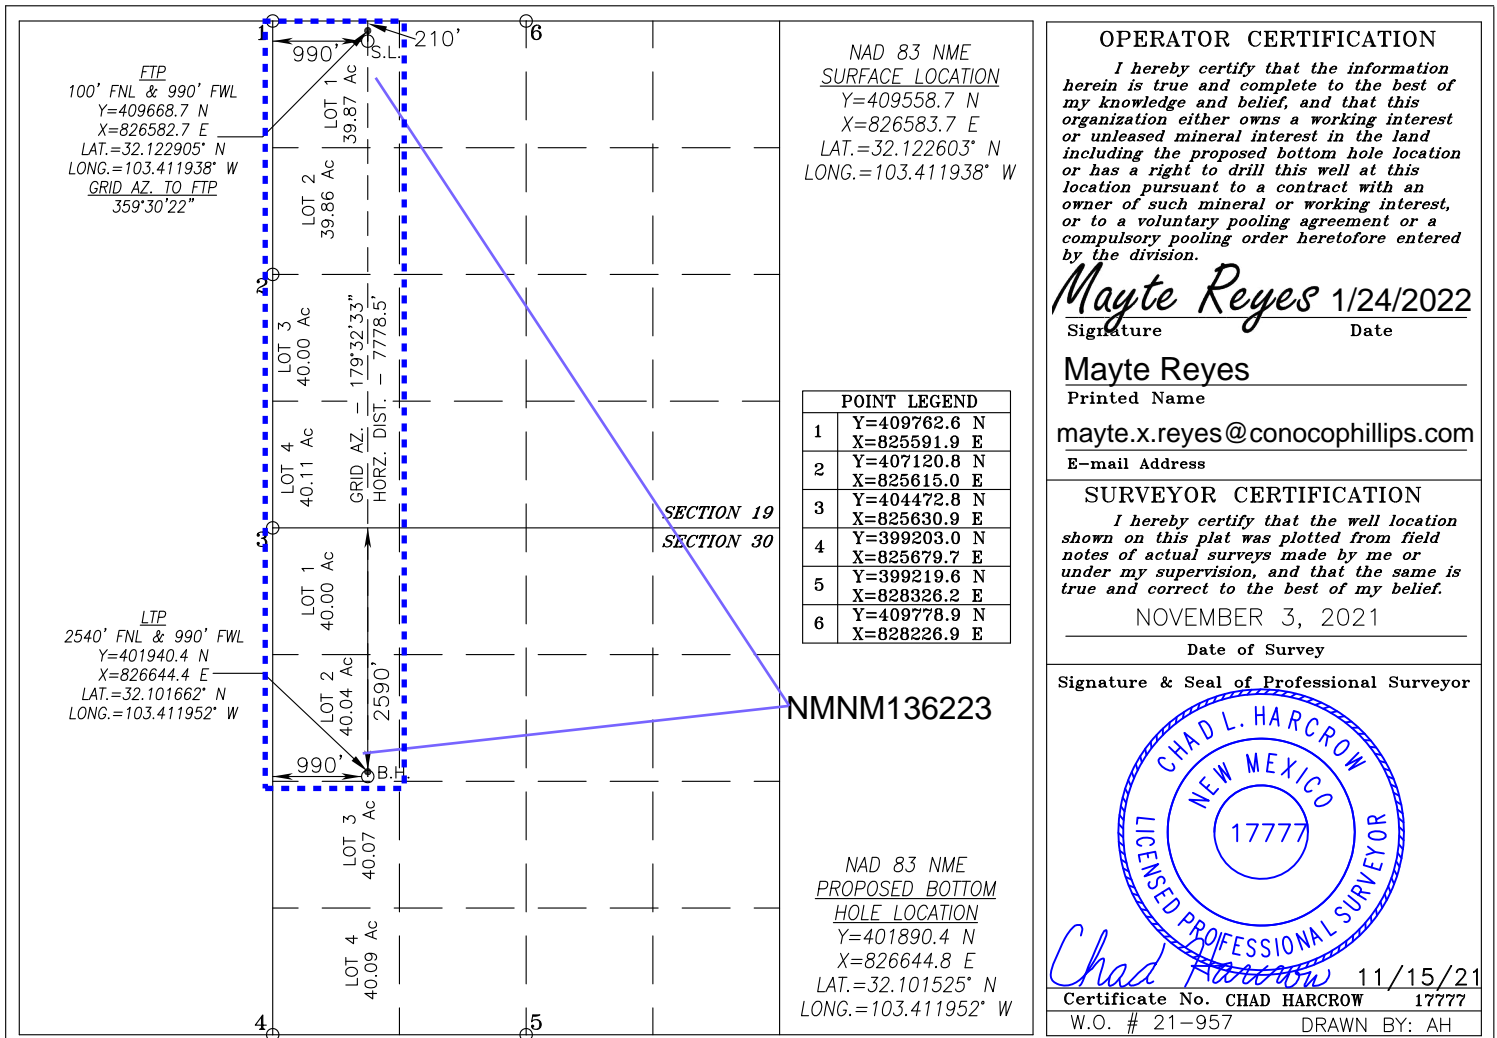 1
6
990'
210'
S.L.
FTP
100' FNL & 990' FWL
Y=409668.7 N
X=826582.7 E
LAT.=32.122905° N
LONG.=103.411938° W
GRID AZ. TO FTP
359°30'22"
LOT 1
39.87 Ac
LOT 2
39.86 Ac
2
LOT 3
40.00 Ac
LOT 4
40.11 Ac
GRID AZ. – 179°32'33"
HORZ. DIST. – 7778.5'
SECTION 19
SECTION 30
3
LOT 1
40.00 Ac
LOT 2
40.04 Ac
2590'
LTP
2540' FNL & 990' FWL
Y=401940.4 N
X=826644.4 E
LAT.=32.101662° N
LONG.=103.411952° W
990'
B.H.
LOT 3
40.07 Ac
LOT 4
40.09 Ac
4
5
NAD 83 NME
SURFACE LOCATION
Y=409558.7 N
X=826583.7 E
LAT.=32.122603° N
LONG.=103.411938° W
POINT LEGEND
1 Y=409762.6 N
X=825591.9 E
2 Y=407120.8 N
X=825615.0 E
3 Y=404472.8 N
X=825630.9 E
4 Y=399203.0 N
X=825679.7 E
5 Y=399219.6 N
X=828326.2 E
6 Y=409778.9 N
X=828226.9 E
NMNM136223
NAD 83 NME
PROPOSED BOTTOM
HOLE LOCATION
Y=401890.4 N
X=826644.8 E
LAT.=32.101525° N
LONG.=103.411952° W
OPERATOR CERTIFICATION
I hereby certify that the information
herein is true and complete to the best of
my knowledge and belief, and that this
organization either owns a working interest
or unleased mineral interest in the land
including the proposed bottom hole location
or has a right to drill this well at this
location pursuant to a contract with an
owner of such mineral or working interest,
or to a voluntary pooling agreement or a
compulsory pooling order heretofore entered
by the division.
Mayte Reyes 1/24/2022
Signature Date
Mayte Reyes
Printed Name
mayte.x.reyes@conocophillips.com
E-mail Address
SURVEYOR CERTIFICATION
I hereby certify that the well location
shown on this plat was plotted from field
notes of actual surveys made by me or
under my supervision, and that the same is
true and correct to the best of my belief.
NOVEMBER 3, 2021
Date of Survey
Signature & Seal of Professional Surveyor
CHAD L. HARCROW
NEW MEXICO
17777
LICENSED PROFESSIONAL SURVEYOR
Chad Harcrow 11/15/21
Certificate No. CHAD HARCROW 17777
W.O. # 21-957 DRAWN BY: AH